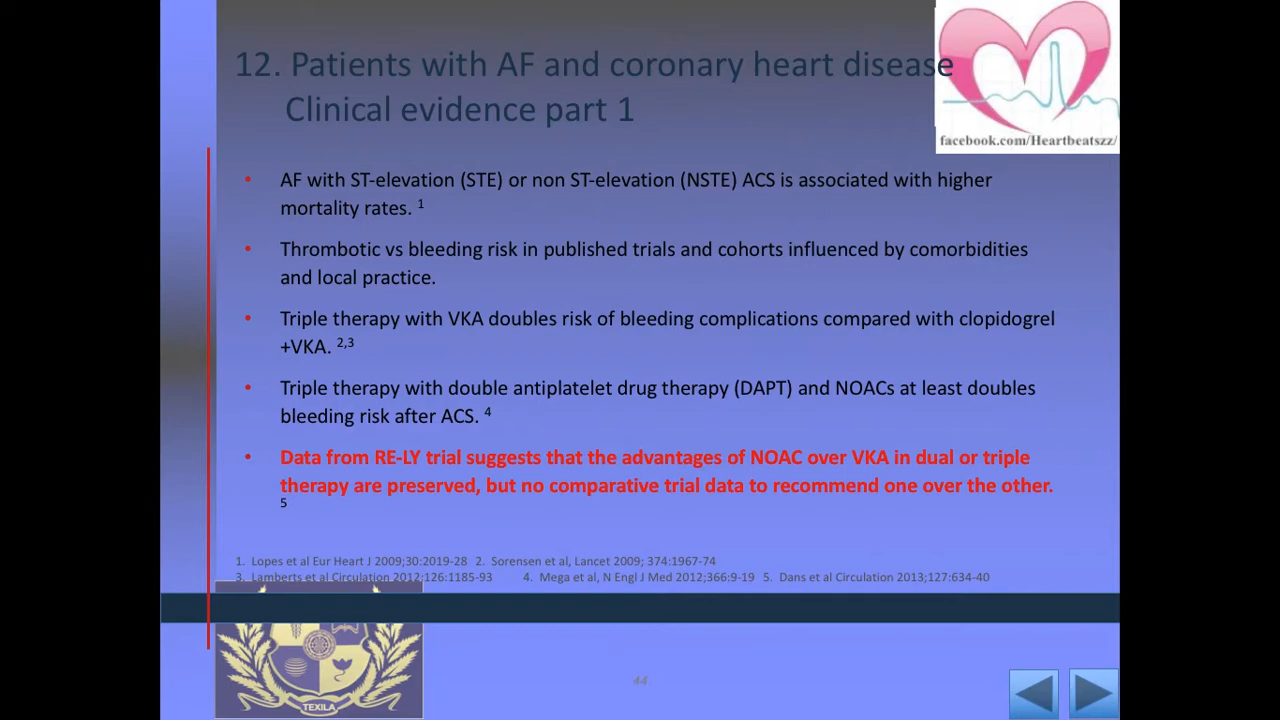 12. Patients with AF and coronary heart disease
Clinical evidence part 1
facebook.com/Heartbeatszz/
• AF with ST-elevation (STE) or non ST-elevation (NSTE) ACS is associated with higher
mortality rates. 1
• Thrombotic vs bleeding risk in published trials and cohorts influenced by comorbidities
and local practice.
• Triple therapy with VKA doubles risk of bleeding complications compared with clopidogrel
+VKA. 2,3
• Triple therapy with double antiplatelet drug therapy (DAPT) and NOACs at least doubles
bleeding risk after ACS. 4
• Data from RE-LY trial suggests that the advantages of NOAC over VKA in dual or triple
therapy are preserved, but no comparative trial data to recommend one over the other.
5
1. Lopes et al Eur Heart J 2009;30:2019-28 2. Sorensen et al, Lancet 2009; 374:1967-74
3. Lamberts et al Circulation 2012;126:1185-93 4. Mega et al, N Engl J Med 2012;366:9-19 5. Dans et al Circulation 2013;127:634-40
TEXILA
44